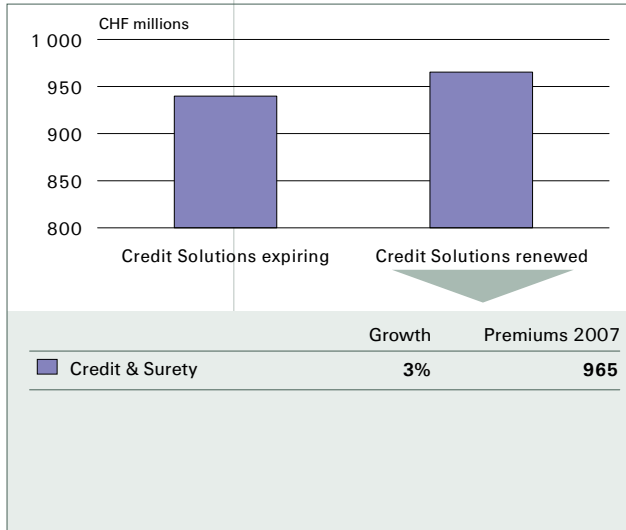 CHF millions
1 000
950
900
850
800
Credit Solutions expiring Credit Solutions renewed
Growth Premiums 2007
Credit & Surety 3% 965